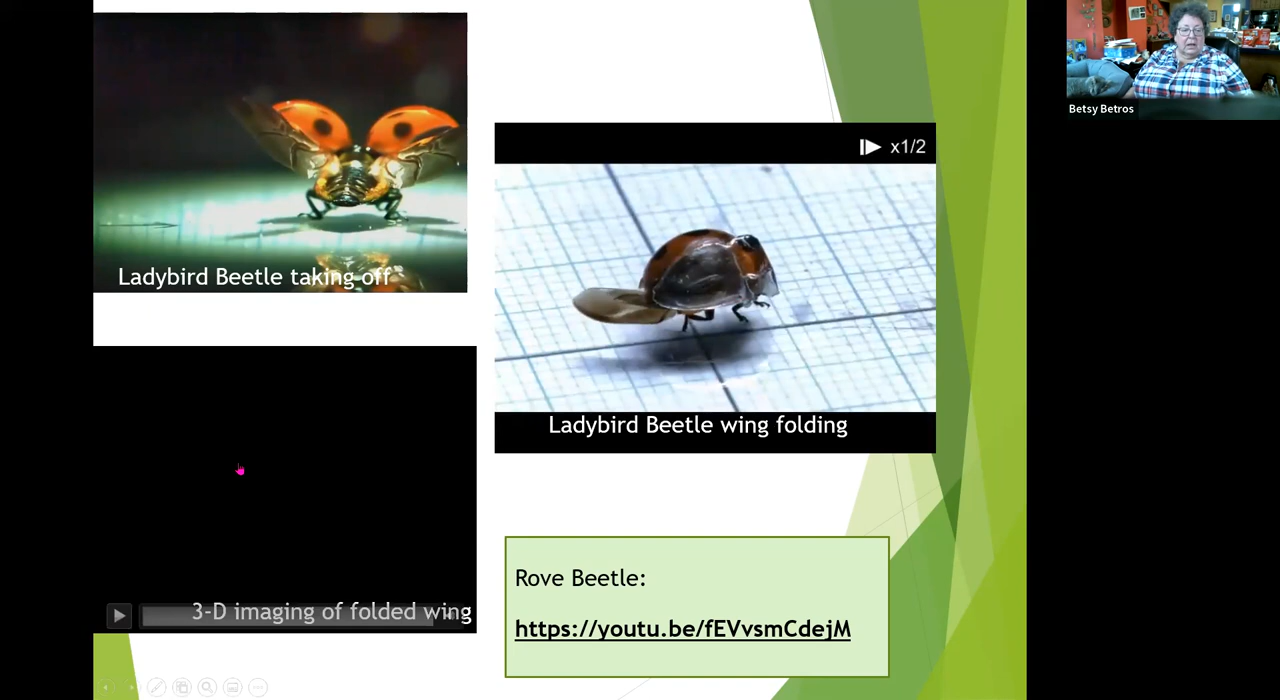 Ladybird Beetle taking off
x1/2
Ladybird Beetle wing folding
3-D imaging of folded wing
Rove Beetle:
https://youtu.be/fEVvsmCdejM
Betsy Betros